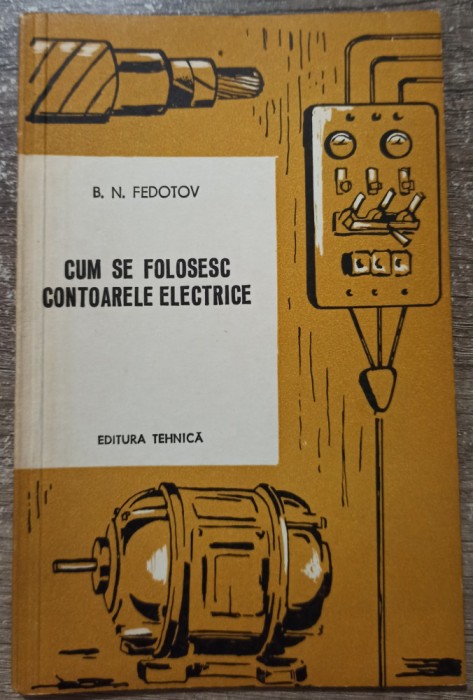 B. N. FEDOTOV
CUM SE FOLOSESC
CONTOARELE ELECTRICE
EDITURA TEHNICĂ